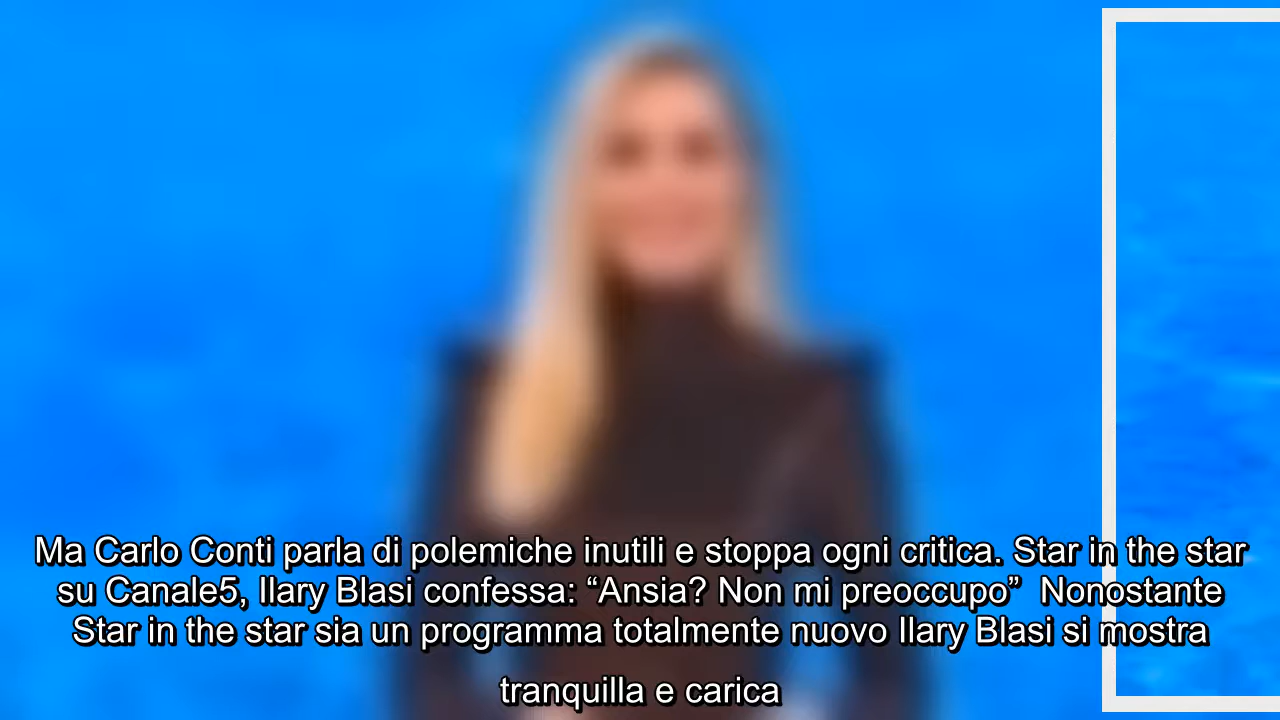 Ma Carlo Conti parla di polemiche inutili e stoppa ogni critica. Star in the star
su Canale5, Ilary Blasi confessa: “Ansia? Non mi preoccupo”  Nonostante
Star in the star sia un programma totalmente nuovo Ilary Blasi si mostra
tranquilla e carica